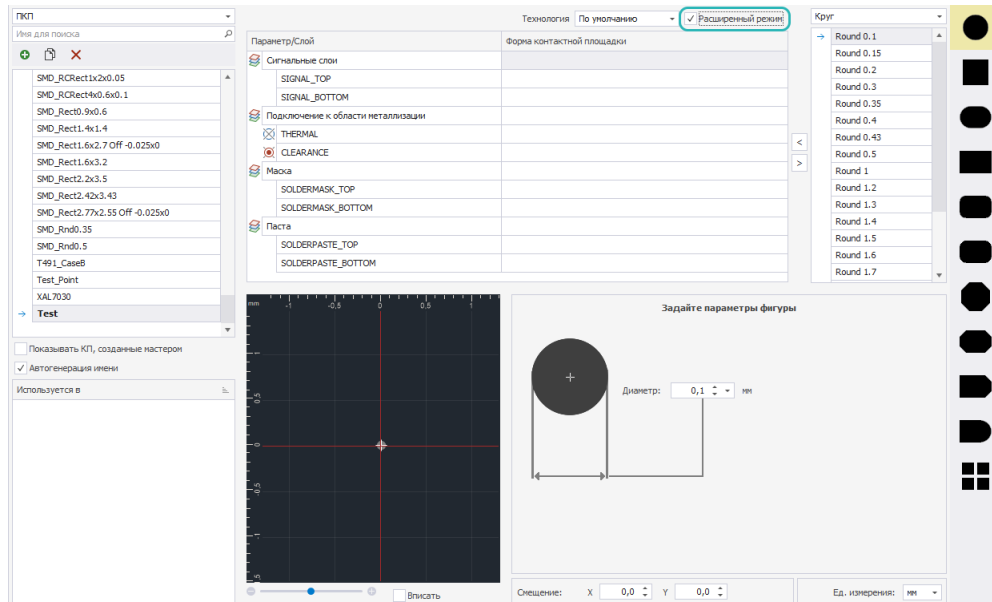 ПКП
Технология По умолчанию Расширенный режим
Круг
Имя для поиска
Параметр/Слой Форма контактной площадки
Сигнальные слои
SIGNAL_TOP
SIGNAL_BOTTOM
Подключение к области металлизации
THERMAL
CLEARANCE
Маска
SOLDERMASK_TOP
SOLDERMASK_BOTTOM
Паста
SOLDERPASTE_TOP
SOLDERPASTE_BOTTOM
<
>
Round 0.1
Round 0.15
Round 0.2
Round 0.3
Round 0.35
Round 0.4
Round 0.43
Round 0.5
Round 1
Round 1.2
Round 1.3
Round 1.4
Round 1.5
Round 1.6
Round 1.7
SMD_RCRect1x2x0.05
SMD_RCRect4x0.6x0.1
SMD_Rect0.9x0.6
SMD_Rect1.4x1.4
SMD_Rect1.6x2.7 Off -0.025x0
SMD_Rect1.6x3.2
SMD_Rect2.2x3.5
SMD_Rect2.42x3.43
SMD_Rect2.77x2.55 Off -0.025x0
SMD_Rnd0.35
SMD_Rnd0.5
T491_CaseB
Test_Point
XAL7030
Test
Показывать КП, созданные мастером
Автогенерация имени
Используется в
mm -1 -0.5 0 0.5 1
1
0.5
0
-0.5
-1
Вписать
Задайте параметры фигуры
Диаметр: 0,1 мм
Смещение: X 0,0 Y 0,0
Ед. измерения: мм